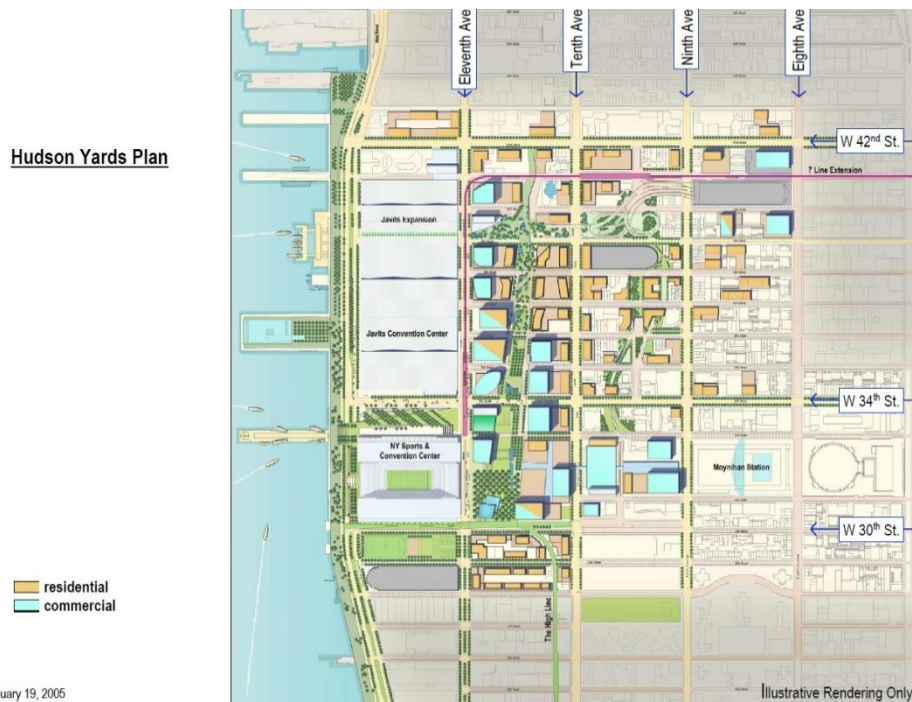 Hudson Yards Plan
Eleventh Ave
Tenth Ave
Ninth Ave
Eighth Ave
W 42nd St.
7 Line Extension
Javits Expansion
Javits Convention Center
W 34th St.
NY Sports &
Convention Center
Moynihan Station
W 30th St.
residential
commercial
The High Line
uary 19, 2005
Illustrative Rendering Only